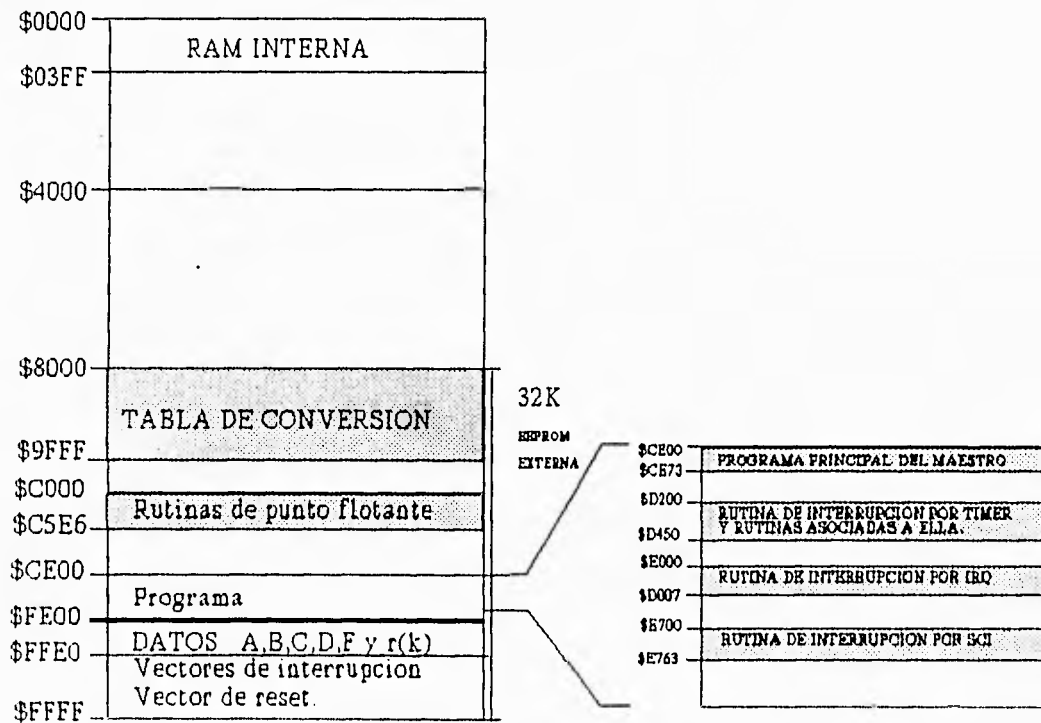 $0000
RAM INTERNA
$03FF
$4000
$8000
TABLA DE CONVERSION
$9FFF
$C000
Rutinas de punto flotante
$C5E6
$CE00
Programa
$FE00
DATOS A,B,C,D,F y r(k)
$FFE0
Vectores de interrupcion
Vector de reset.
$FFFF
32K
EEPROM
EXTERNA
$CE00
PROGRAMA PRINCIPAL DEL MAESTRO
$CE73
$D200
RUTINA DE INTERRUPCION POR TIMER
Y RUTINAS ASOCIADAS A ELLA.
$D450
$E000
RUTINA DE INTERRUPCION POR IRQ
$D007
$E700
RUTINA DE INTERRUPCION POR SCI
$E763